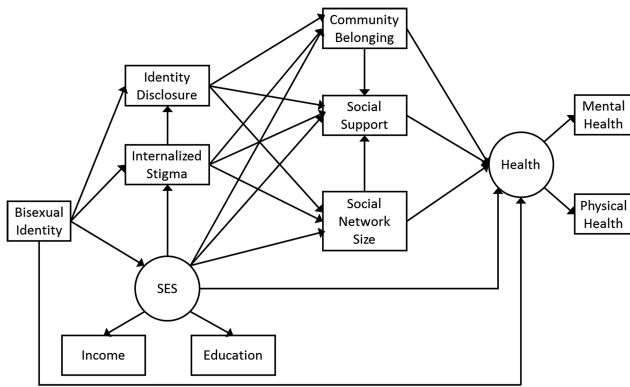 Community
Belonging
Identity
Disclosure
Social
Support
Mental
Health
Internalized
Stigma
Health
Bisexual
Identity
Social
Network
Size
Physical
Health
SES
Income
Education